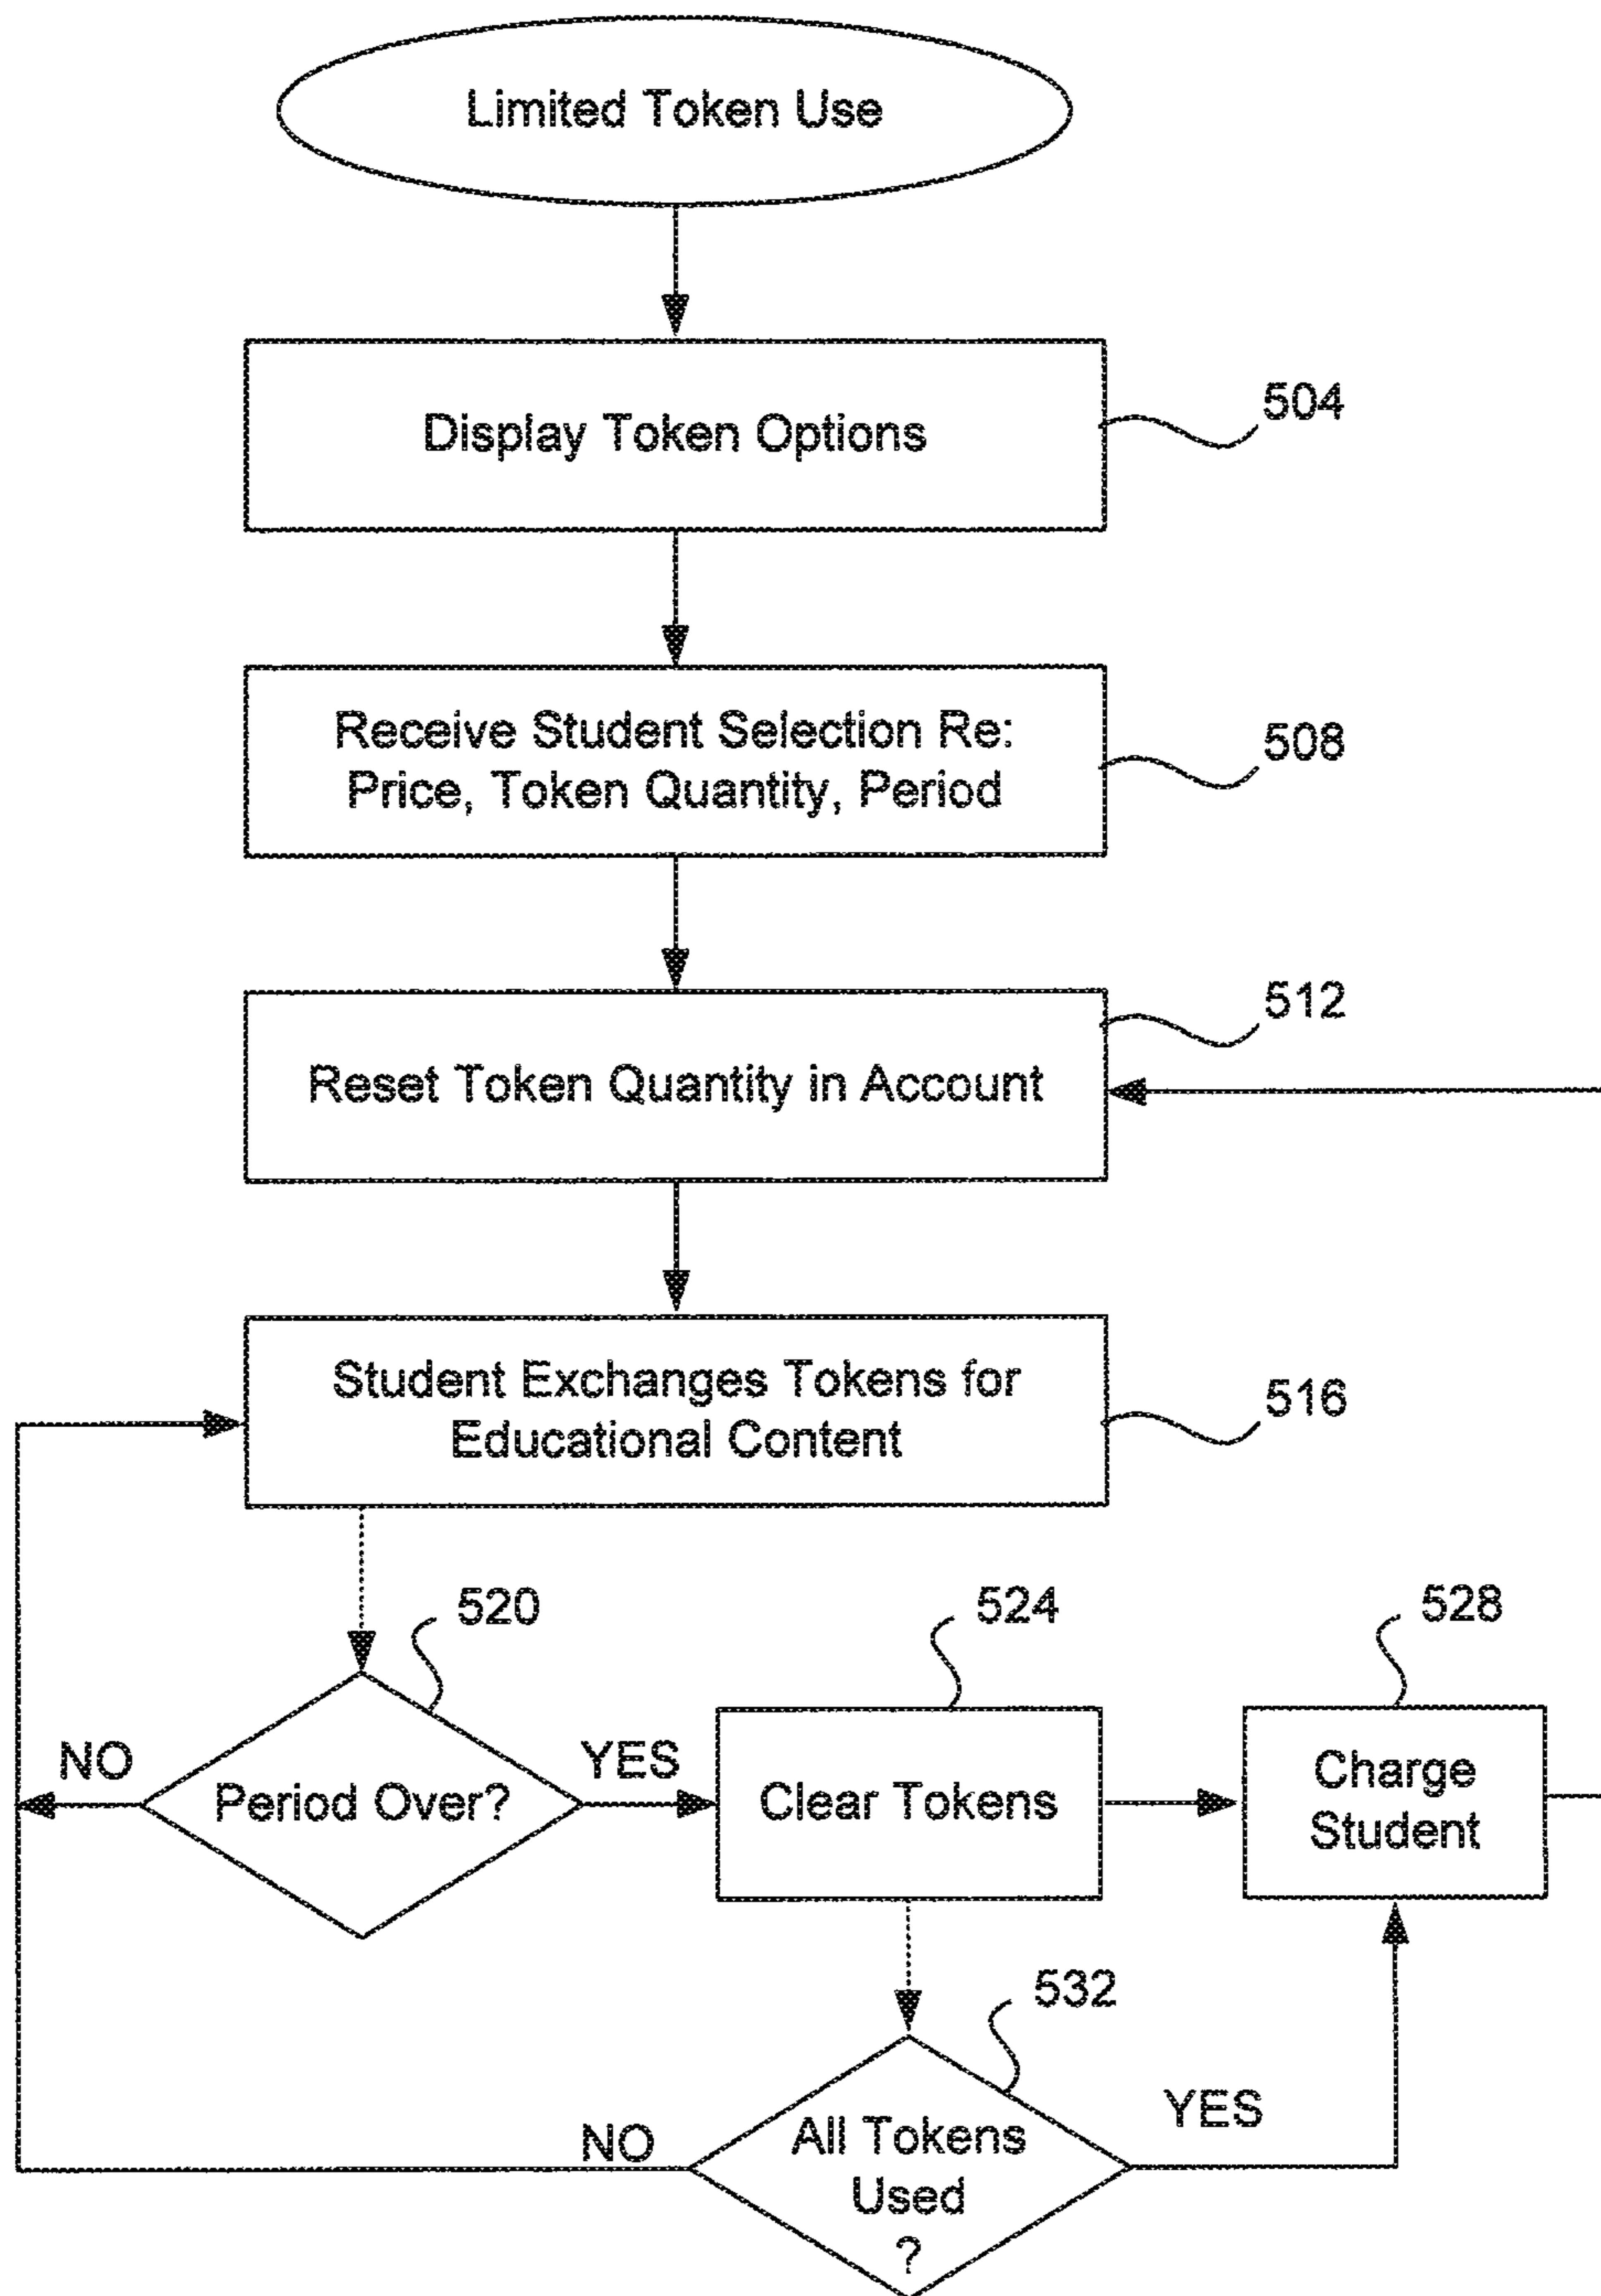 Limited Token Use
Display Token Options
504
Receive Student Selection Re:
Price, Token Quantity, Period
508
512
Reset Token Quantity in Account
Student Exchanges Tokens for
Educational Content
516
520
524
528
NO
Period Over?
YES
Clear Tokens
Charge
Student
532
NO
All Tokens
Used
?
YES